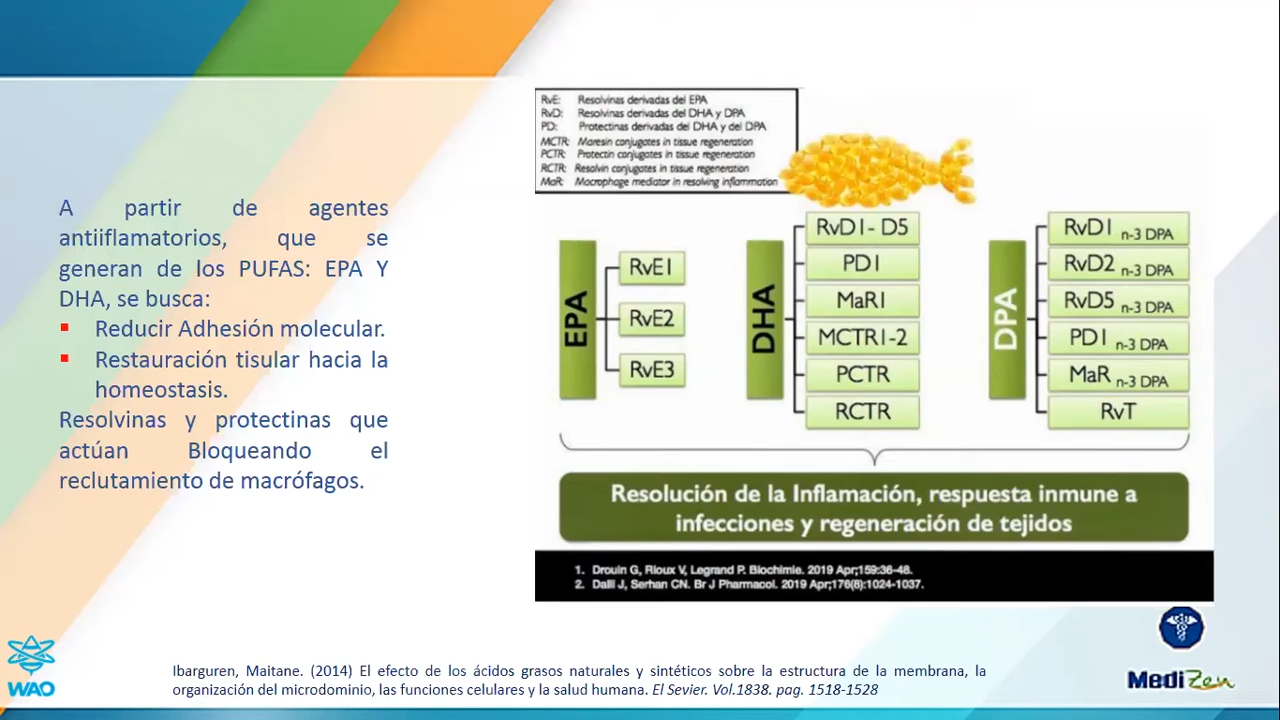 A partir de agentes
antiiflamatorios, que se
generan de los PUFAS: EPA Y
DHA, se busca:
Reducir Adhesión molecular.
Restauración tisular hacia la
homeostasis.
Resolvinas y protectinas que
actúan Bloqueando el
reclutamiento de macrófagos.
RvE: Resolvinas derivadas del EPA
RvD: Resolvinas derivadas del DHA y DPA
PD: Protectinas derivadas del DHA y del DPA
MCTR: Maresin conjugates in tissue regeneration
PCTR: Protectin conjugates in tissue regeneration
RCTR: Resolvin conjugates in tissue regeneration
MaR: Macrophage mediator in resolving inflammation
EPA
RvE1
RvE2
RvE3
DHA
RvD1- D5
PD1
MaR1
MCTR1-2
PCTR
RCTR
DPA
RvD1 n-3 DPA
RvD2 n-3 DPA
RvD5 n-3 DPA
PD1 n-3 DPA
MaR n-3 DPA
RvT
Resolución de la Inflamación, respuesta inmune a
infecciones y regeneración de tejidos
1. Drouin G, Rioux V, Legrand P. Biochimie. 2019 Apr;159:36-48.
2. Dalli J, Serhan CN. Br J Pharmacol. 2019 Apr;176(8):1024-1037.
Ibarguren, Maitane. (2014) El efecto de los ácidos grasos naturales y sintéticos sobre la estructura de la membrana, la
organización del microdominio, las funciones celulares y la salud humana. El Sevier. Vol.1838. pag. 1518-1528
WAO
MediZen